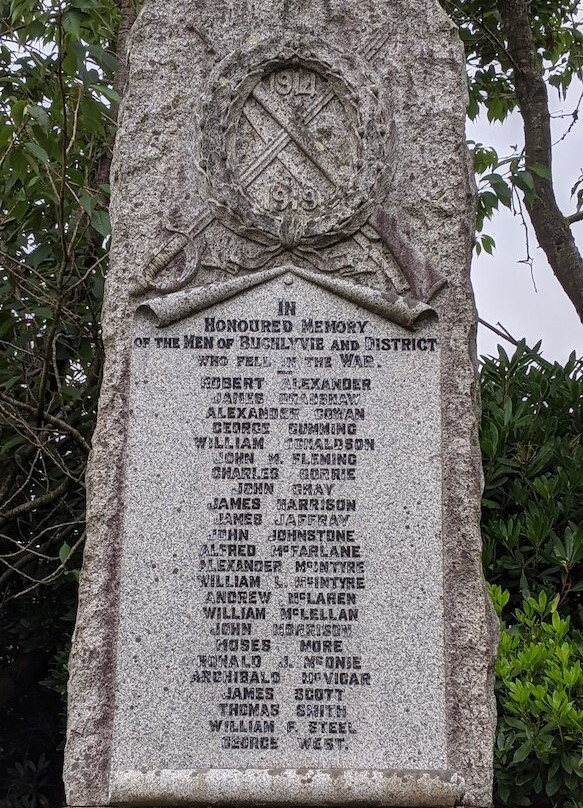 1914
1919
IN
HONOURED MEMORY
OF THE MEN OF BUCHLYVIE AND DISTRICT
WHO FELL IN THE WAR.
ROBERT ALEXANDER
JAMES BRADSHAW
ALEXANDER COWAN
GEORGE CUMMING
WILLIAM DONALDSON
JOHN M. FLEMING
CHARLES GORRIE
JOHN GRAY
JAMES HARRISON
JAMES JAFFRAY
JOHN JOHNSTONE
ALFRED McFARLANE
ALEXANDER McINTYRE
WILLIAM L. McINTYRE
ANDREW McLAREN
WILLIAM McLELLAN
JOHN MORRISON
MOSES MORE
RONALD J. McONIE
ARCHIBALD McVICAR
JAMES SCOTT
THOMAS SMITH
WILLIAM F. STEEL
GEORGE WEST.